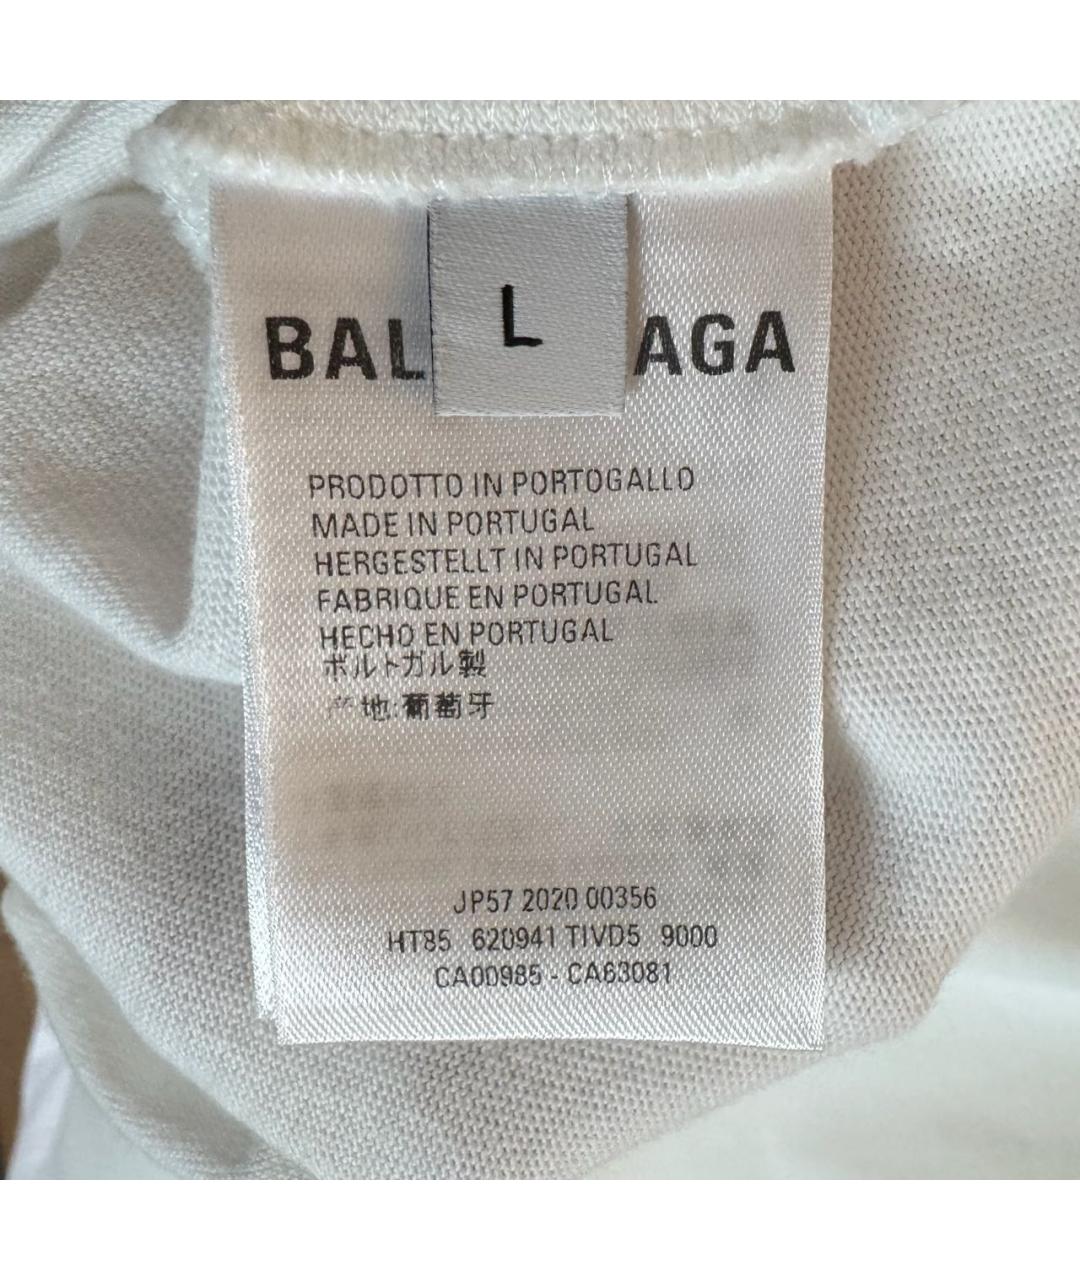 BAL L AGA
PRODOTTO IN PORTOGALLO
MADE IN PORTUGAL
HERGESTELLT IN PORTUGAL
FABRIQUE EN PORTUGAL
HECHO EN PORTUGAL
ポルトガル製
产地:葡萄牙
JP57 2020 00356
HT85 620941 TIVD5 9000
CA00985 - CA63081